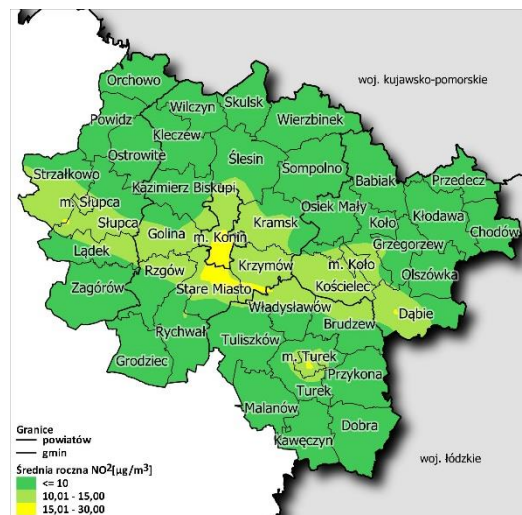 woj. kujawsko-pomorskie
Orchowo
Skulsk
Wilczyn
Powidz
Wierzbinek
Kleczew
Ostrowite
Ślesin
Sompolno
Strzałkowo
Babiak
Przedecz
Kazimierz Biskupi
m. Słupca
Osiek Mały
Kłodawa
Słupca
Golina
m. Konin
Kramsk
Koło
Chodów
Grzegorzew
Lądek
Rzgów
Krzymów
m. Koło
Olszówka
Zagórów
Stare Miasto
Kościelec
Władysławów
Dąbie
Rychwał
Tuliszków
Brudzew
Grodziec
m. Turek
Przykona
Turek
Malanów
Dobra
Kawęczyn
woj. łódzkie
Granice
powiatów
gmin
Średnia roczna NO2[µg/m3]
<= 10
10,01 - 15,00
15,01 - 30,00